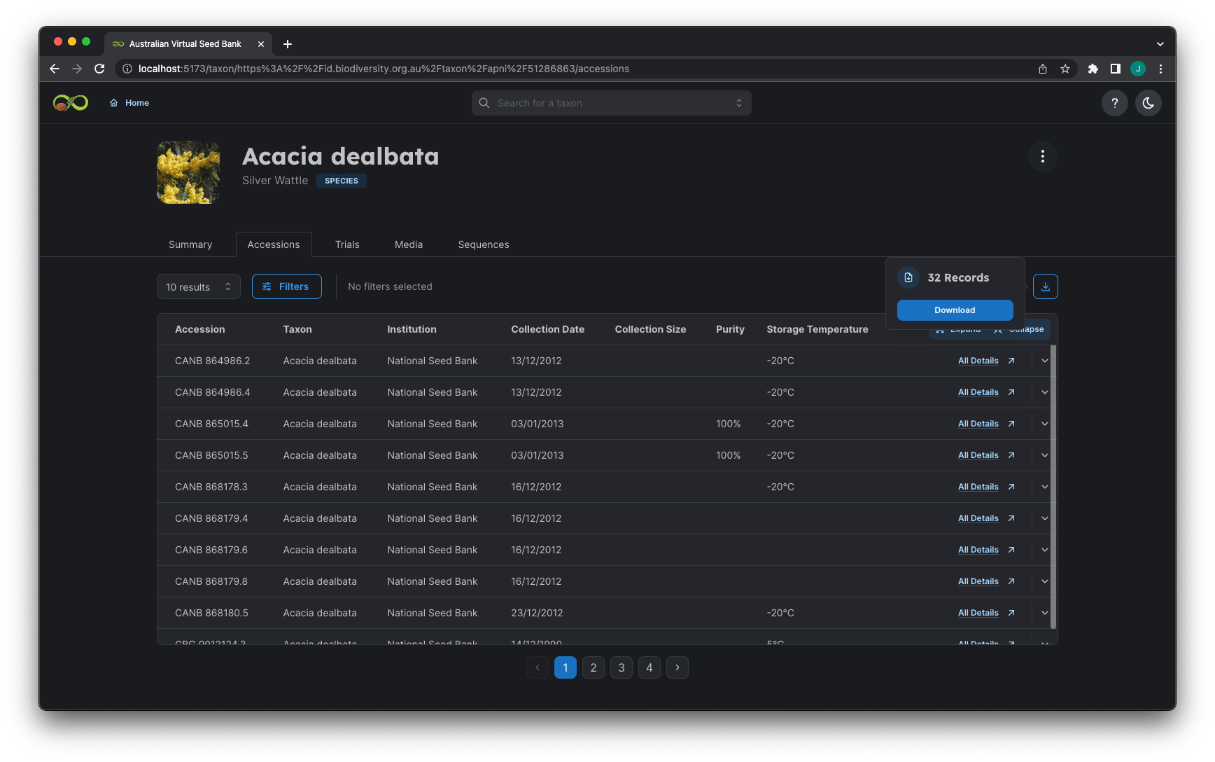 Australian Virtual Seed Bank
localhost:5173/taxon/https%3A%2F%2Fid.biodiversity.org.au%2Ftaxon%2Fapni%2F51286863/accessions
J
Home
Search for a taxon
?
Acacia dealbata
Silver Wattle SPECIES
Summary Accessions Trials Media Sequences
10 results Filters No filters selected
32 Records
Download
Expand Collapse
Accession Taxon Institution Collection Date Collection Size Purity Storage Temperature
CANB 864986.2 Acacia dealbata National Seed Bank 13/12/2012 -20°C All Details
CANB 864986.4 Acacia dealbata National Seed Bank 13/12/2012 -20°C All Details
CANB 865015.4 Acacia dealbata National Seed Bank 03/01/2013 100% -20°C All Details
CANB 865015.5 Acacia dealbata National Seed Bank 03/01/2013 100% -20°C All Details
CANB 868178.3 Acacia dealbata National Seed Bank 16/12/2012 -20°C All Details
CANB 868179.4 Acacia dealbata National Seed Bank 16/12/2012 All Details
CANB 868179.6 Acacia dealbata National Seed Bank 16/12/2012 All Details
CANB 868179.8 Acacia dealbata National Seed Bank 16/12/2012 All Details
CANB 868180.5 Acacia dealbata National Seed Bank 23/12/2012 -20°C All Details
CBG 9012124.3 Acacia dealbata National Seed Bank 14/12/1990 5°C All Details
1 2 3 4